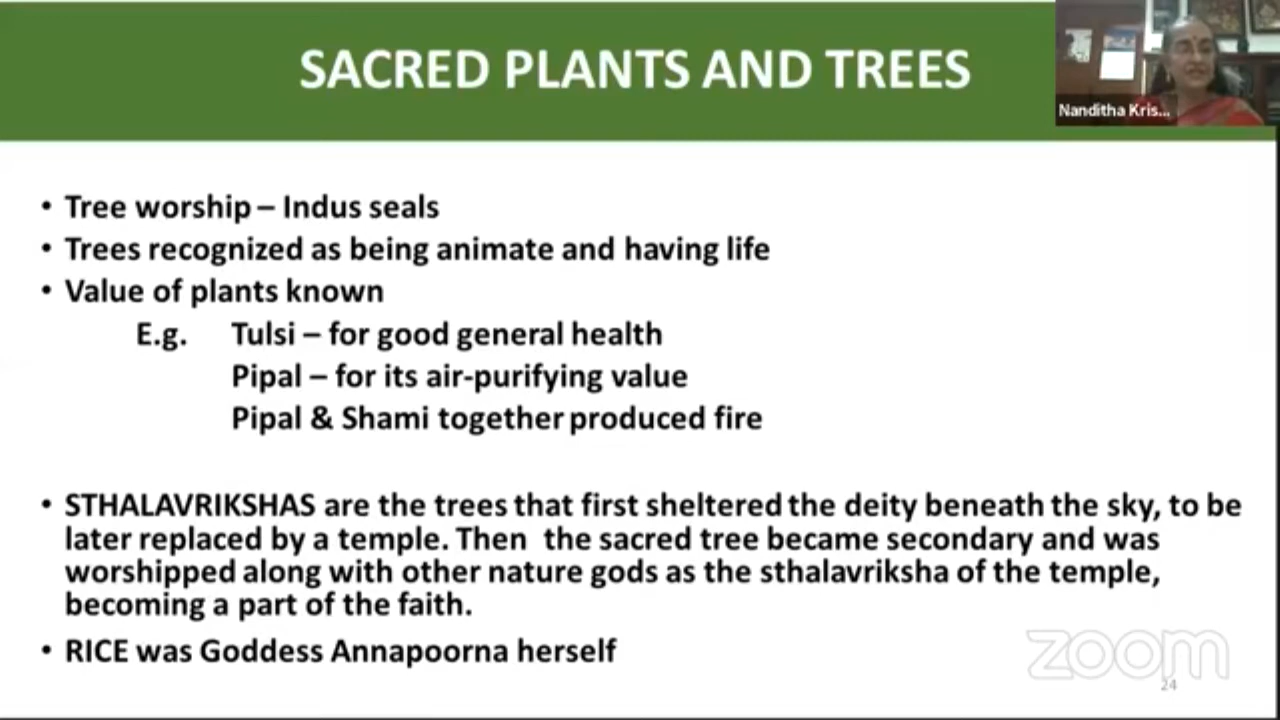 SACRED PLANTS AND TREES
Nanditha Kris...
• Tree worship – Indus seals
• Trees recognized as being animate and having life
• Value of plants known
E.g. Tulsi – for good general health
Pipal – for its air-purifying value
Pipal & Shami together produced fire
• STHALAVRIKSHAS are the trees that first sheltered the deity beneath the sky, to be
later replaced by a temple. Then the sacred tree became secondary and was
worshipped along with other nature gods as the sthalavriksha of the temple,
becoming a part of the faith.
• RICE was Goddess Annapoorna herself
zoom
24